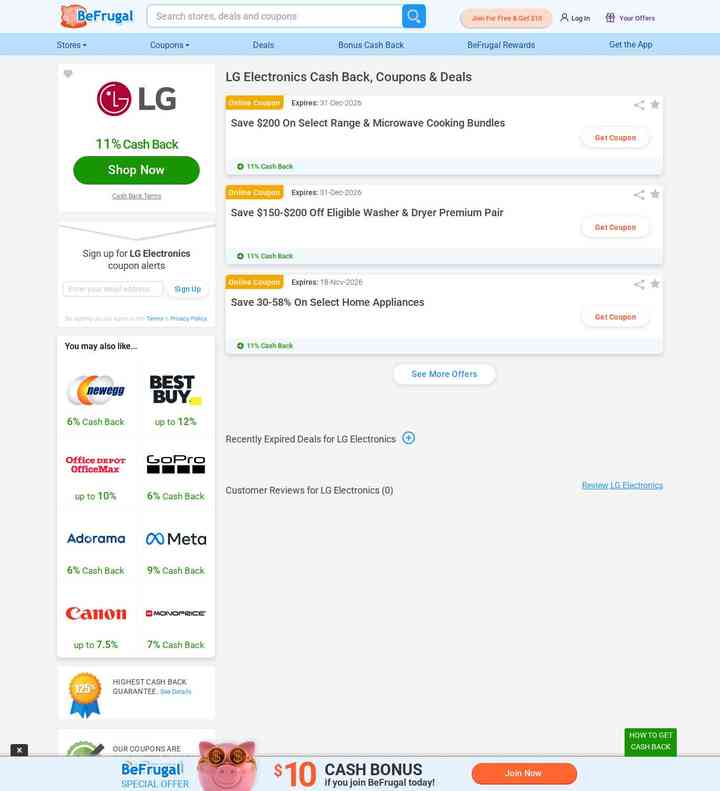 BeFrugal
Search stores, deals and coupons
Join For Free & Get $10
Log In
Your Offers
Stores
Coupons
Deals
Bonus Cash Back
BeFrugal Rewards
Get the App
LG
11% Cash Back
Shop Now
Cash Back Terms
Sign up for LG Electronics
coupon alerts
Enter your email address
Sign Up
Terms
Privacy Policy
You may also like...
newegg
6% Cash Back
BEST
BUY
up to 12%
Office DEPOT
OfficeMax
up to 10%
GoPro
6% Cash Back
Adorama
6% Cash Back
Meta
9% Cash Back
Canon
up to 7.5%
MONOPRICE
7% Cash Back
125%
HIGHEST CASH BACK
GUARANTEE. See Details
OUR COUPONS ARE
LG Electronics Cash Back, Coupons & Deals
Online Coupon Expires: 31-Dec-2026
Save $200 On Select Range & Microwave Cooking Bundles
Get Coupon
11% Cash Back
Online Coupon Expires: 31-Dec-2026
Save $150-$200 Off Eligible Washer & Dryer Premium Pair
Get Coupon
11% Cash Back
Online Coupon Expires: 18-Nov-2026
Save 30-58% On Select Home Appliances
Get Coupon
11% Cash Back
See More Offers
Recently Expired Deals for LG Electronics
Customer Reviews for LG Electronics (0)
Review LG Electronics
HOW TO GET
CASH BACK
x
BeFrugal
SPECIAL OFFER
$10
CASH BONUS
if you join BeFrugal today!
Join Now